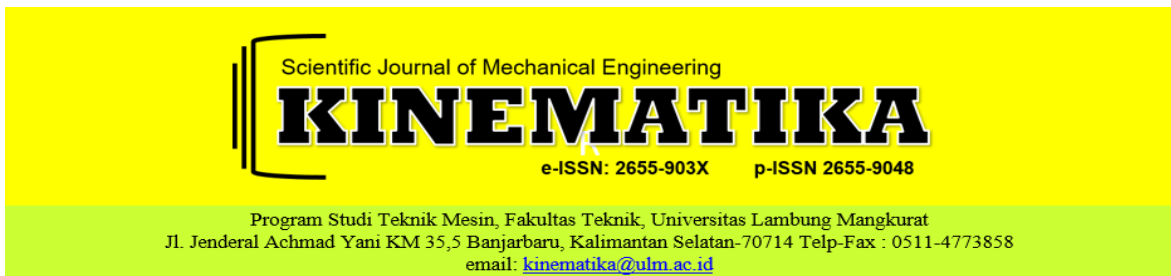 Scientific Journal of Mechanical Engineering
KINEMATIKA
e-ISSN: 2655-903X p-ISSN 2655-9048
Program Studi Teknik Mesin, Fakultas Teknik, Universitas Lambung Mangkurat
Jl. Jenderal Achmad Yani KM 35,5 Banjarbaru, Kalimantan Selatan-70714 Telp-Fax : 0511-4773858
email: kinematika@ulm.ac.id